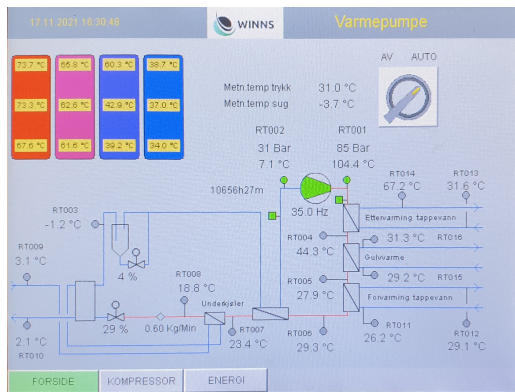 17.11.2021 16:30:48
WINNS
Varmepumpe
73.7 °C 65.8 °C 60.3 °C 38.7 °C
73.3 °C 62.6 °C 42.9 °C 37.0 °C
67.6 °C 61.6 °C 39.2 °C 34.0 °C
AV AUTO
Metn.temp trykk 31.0 °C
Metn.temp sug -3.7 °C
RT002 RT001
31 Bar 85 Bar
7.1 °C 104.4 °C
RT014 RT013
67.2 °C 31.6 °C
10656h27m
35.0 Hz
RT003
-1.2 °C
Ettervarming tappevann
RT004
44.3 °C
31.3 °C RT016
Gulvvarme
RT009
3.1 °C
4 %
RT008
18.8 °C
RT005
27.9 °C
29.2 °C RT015
Forvarming tappevann
Underkjøler
29 %
0.60 Kg/Min
RT007
23.4 °C
RT006
29.3 °C
RT011
26.2 °C
RT012
29.1 °C
2.1 °C
RT010
FORSIDE KOMPRESSOR ENERGI